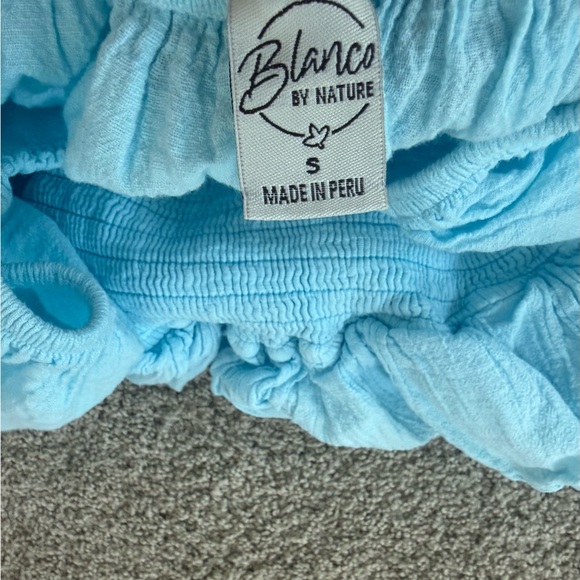 Blanco
BY NATURE
S
MADE IN PERU